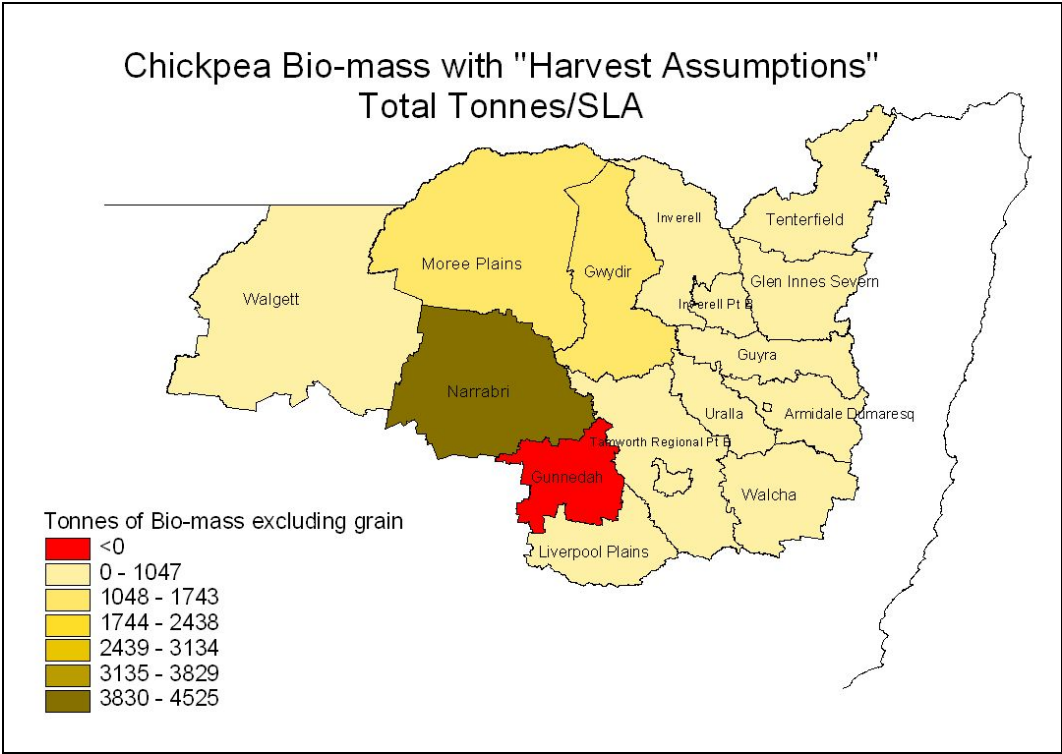 Chickpea Bio-mass with "Harvest Assumptions"
Total Tonnes/SLA
Inverell
Tenterfield
Moree Plains
Gwydir
Glen Innes Severn
Walgett
Inverell Pt B
Guyra
Narrabri
Uralla
Armidale Dumaresq
Tamworth Regional Pt B
Gunnedah
Walcha
Liverpool Plains
Tonnes of Bio-mass excluding grain
<0
0 - 1047
1048 - 1743
1744 - 2438
2439 - 3134
3135 - 3829
3830 - 4525